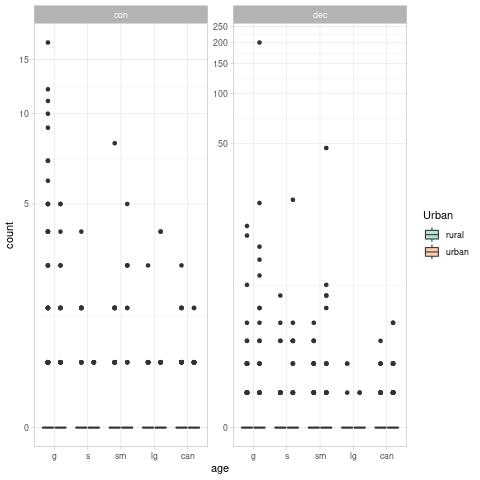 con
dec
count
15
10
5
0
250
200
150
100
50
0
g s sm lg can
g s sm lg can
age
Urban
rural
urban